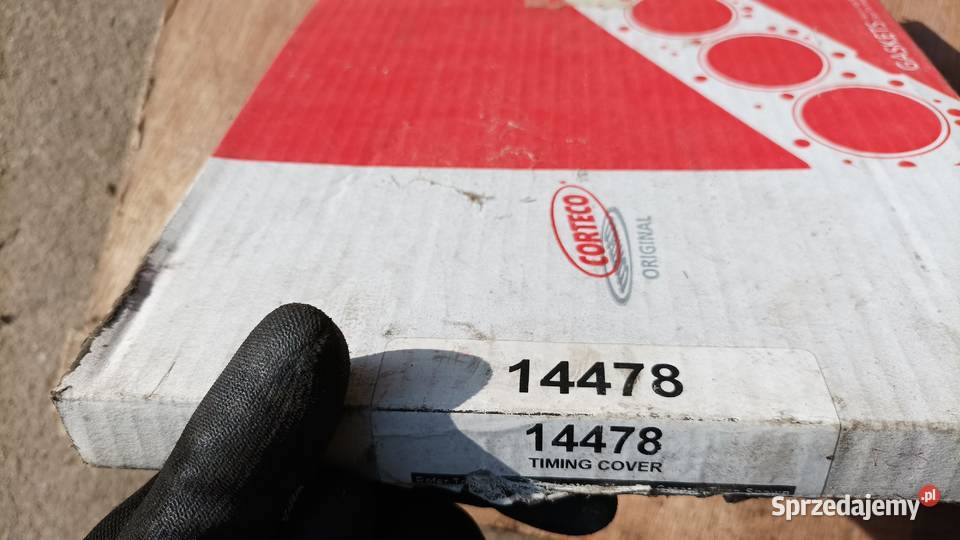 GASKETS
CORTECO
ORIGINAL
14478
14478
TIMING COVER
Sprzedajemy.pl